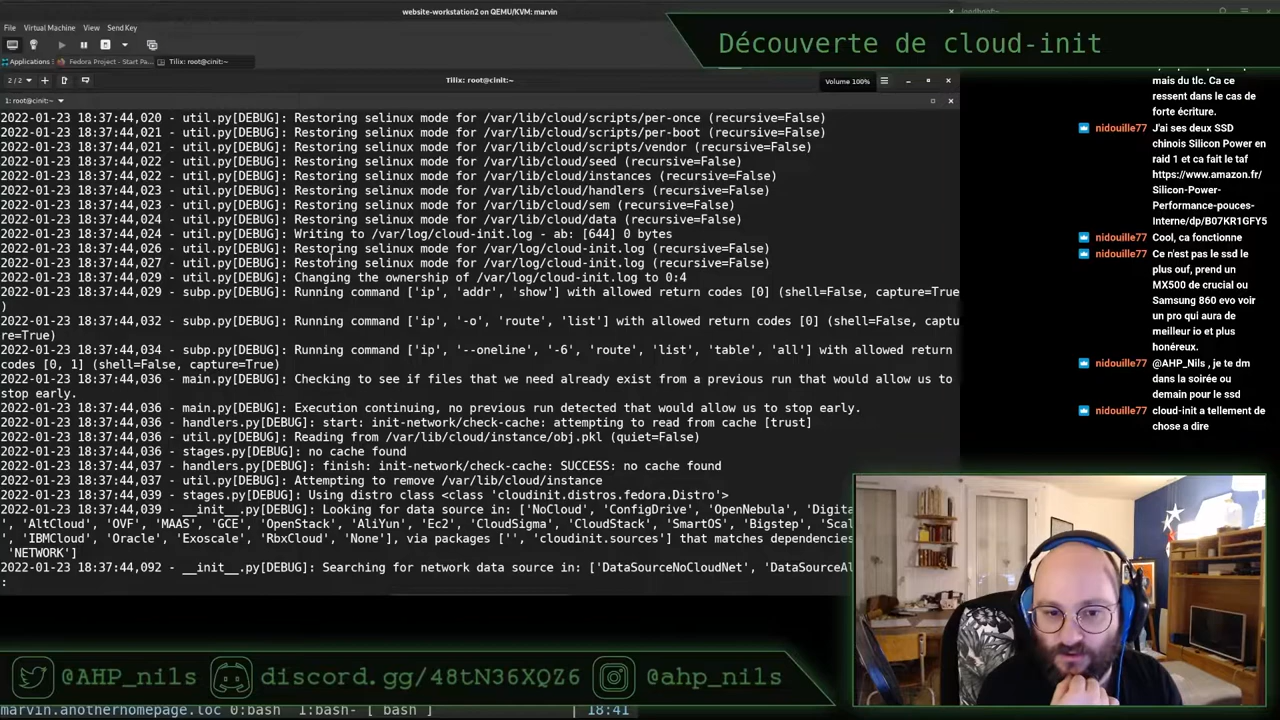 website-workstation2 on QEMU/KVM: marvin
File Virtual Machine View Send Key
Applications Fedora Project - Start Pa... Tilix: root@cinit:~
2/2 Tilix: root@cinit:~ Volume 100%
1: root@cinit:~
Découverte de cloud-init
2022-01-23 18:37:44,020 - util.py[DEBUG]: Restoring selinux mode for /var/lib/cloud/scripts/per-once (recursive=False)
2022-01-23 18:37:44,021 - util.py[DEBUG]: Restoring selinux mode for /var/lib/cloud/scripts/per-boot (recursive=False)
2022-01-23 18:37:44,021 - util.py[DEBUG]: Restoring selinux mode for /var/lib/cloud/scripts/vendor (recursive=False)
2022-01-23 18:37:44,022 - util.py[DEBUG]: Restoring selinux mode for /var/lib/cloud/seed (recursive=False)
2022-01-23 18:37:44,022 - util.py[DEBUG]: Restoring selinux mode for /var/lib/cloud/instances (recursive=False)
2022-01-23 18:37:44,023 - util.py[DEBUG]: Restoring selinux mode for /var/lib/cloud/handlers (recursive=False)
2022-01-23 18:37:44,023 - util.py[DEBUG]: Restoring selinux mode for /var/lib/cloud/sem (recursive=False)
2022-01-23 18:37:44,024 - util.py[DEBUG]: Restoring selinux mode for /var/lib/cloud/data (recursive=False)
2022-01-23 18:37:44,024 - util.py[DEBUG]: Writing to /var/log/cloud-init.log - ab: [644] 0 bytes
2022-01-23 18:37:44,026 - util.py[DEBUG]: Restoring selinux mode for /var/log/cloud-init.log (recursive=False)
2022-01-23 18:37:44,027 - util.py[DEBUG]: Restoring selinux mode for /var/log/cloud-init.log (recursive=False)
2022-01-23 18:37:44,029 - util.py[DEBUG]: Changing the ownership of /var/log/cloud-init.log to 0:4
2022-01-23 18:37:44,029 - subp.py[DEBUG]: Running command ['ip', 'addr', 'show'] with allowed return codes [0] (shell=False, capture=True
)
2022-01-23 18:37:44,032 - subp.py[DEBUG]: Running command ['ip', '-o', 'route', 'list'] with allowed return codes [0] (shell=False, captu
re=True)
2022-01-23 18:37:44,034 - subp.py[DEBUG]: Running command ['ip', '--oneline', '-6', 'route', 'list', 'table', 'all'] with allowed return
codes [0, 1] (shell=False, capture=True)
2022-01-23 18:37:44,036 - main.py[DEBUG]: Checking to see if files that we need already exist from a previous run that would allow us to
stop early.
2022-01-23 18:37:44,036 - main.py[DEBUG]: Execution continuing, no previous run detected that would allow us to stop early.
2022-01-23 18:37:44,036 - handlers.py[DEBUG]: start: init-network/check-cache: attempting to read from cache [trust]
2022-01-23 18:37:44,036 - util.py[DEBUG]: Reading from /var/lib/cloud/instance/obj.pkl (quiet=False)
2022-01-23 18:37:44,036 - stages.py[DEBUG]: no cache found
2022-01-23 18:37:44,037 - handlers.py[DEBUG]: finish: init-network/check-cache: SUCCESS: no cache found
2022-01-23 18:37:44,037 - util.py[DEBUG]: Attempting to remove /var/lib/cloud/instance
2022-01-23 18:37:44,039 - stages.py[DEBUG]: Using distro class <class 'cloudinit.distros.fedora.Distro'>
2022-01-23 18:37:44,039 - __init__.py[DEBUG]: Looking for data source in: ['NoCloud', 'ConfigDrive', 'OpenNebula', 'Digita
', 'AltCloud', 'OVF', 'MAAS', 'GCE', 'OpenStack', 'AliYun', 'Ec2', 'CloudSigma', 'CloudStack', 'SmartOS', 'Bigstep', 'Scal
', 'IBMCloud', 'Oracle', 'Exoscale', 'RbxCloud', 'None'], via packages ['', 'cloudinit.sources'] that matches dependencies
'NETWORK']
2022-01-23 18:37:44,092 - __init__.py[DEBUG]: Searching for network data source in: ['DataSourceNoCloudNet', 'DataSourceAl
:
mais du tlc. Ca ce
ressent dans le cas de
forte écriture.
nidouille77 J'ai ses deux SSD
chinois Silicon Power en
raid 1 et ca fait le taf
https://www.amazon.fr/
Silicon-Power-
Performance-pouces-
Interne/dp/B07KR1GFY5
nidouille77 Cool, ca fonctionne
nidouille77 Ce n'est pas le ssd le
plus ouf, prend un
MX500 de crucial ou
Samsung 860 evo voir
un pro qui aura de
meilleur io et plus
honéreux.
nidouille77 @AHP_Nils , je te dm
dans la soirée ou
demain pour le ssd
nidouille77 cloud-init a tellement de
chose a dire
@AHP_nils discord.gg/48tN36XQZ6 @ahp_nils
marvin.anotherhomepage.loc 0:bash 1:bash- [ bash ] | 18:41